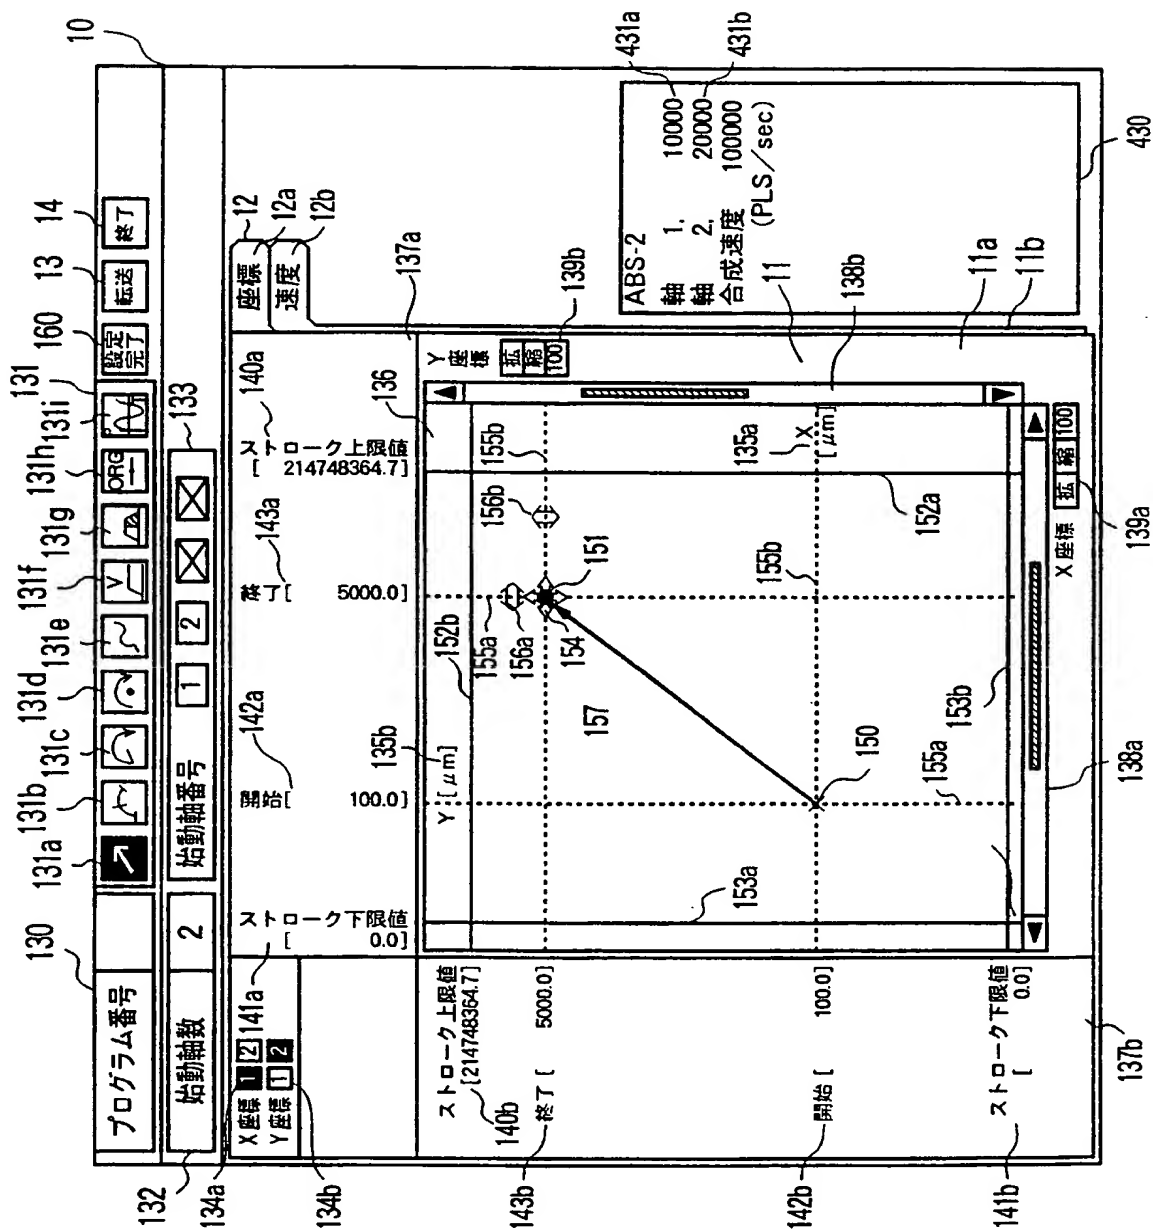 10
130
131a
131b
131c
131d
131e
131f
131g
131h
131i
131
160
13
14
プログラム番号
V
ORG
P
設定
完了
転送
終了
132
始動軸数
2
始動軸番号
1
2
133
134a
134b
X座標
1
2
Y座標
1
2
141a
ストローク下限値
[ 0.0]
142a
開始[ 100.0]
143a
終了[ 5000.0]
140a
ストローク上限値
[ 214748364.7]
137a
座標
速度
12
12a
12b
ストローク上限値
[214748364.7]
140b
143b
終了 [ 5000.0]
142b
開始 [ 100.0]
141b
ストローク下限値
[ 0.0]
137b
Y [μm]
135b
152b
155a
156a
154
151
156b
155b
136
157
153a
150
155b
135a
X
[μm]
155a
153b
152a
138a
X座標
拡
縮
100
139a
Y
座
標
拡
縮
100
139b
138b
11
11a
11b
ABS-2
軸 1, 10000
軸 2, 20000
合成速度 100000
(PLS/sec)
431a
431b
430